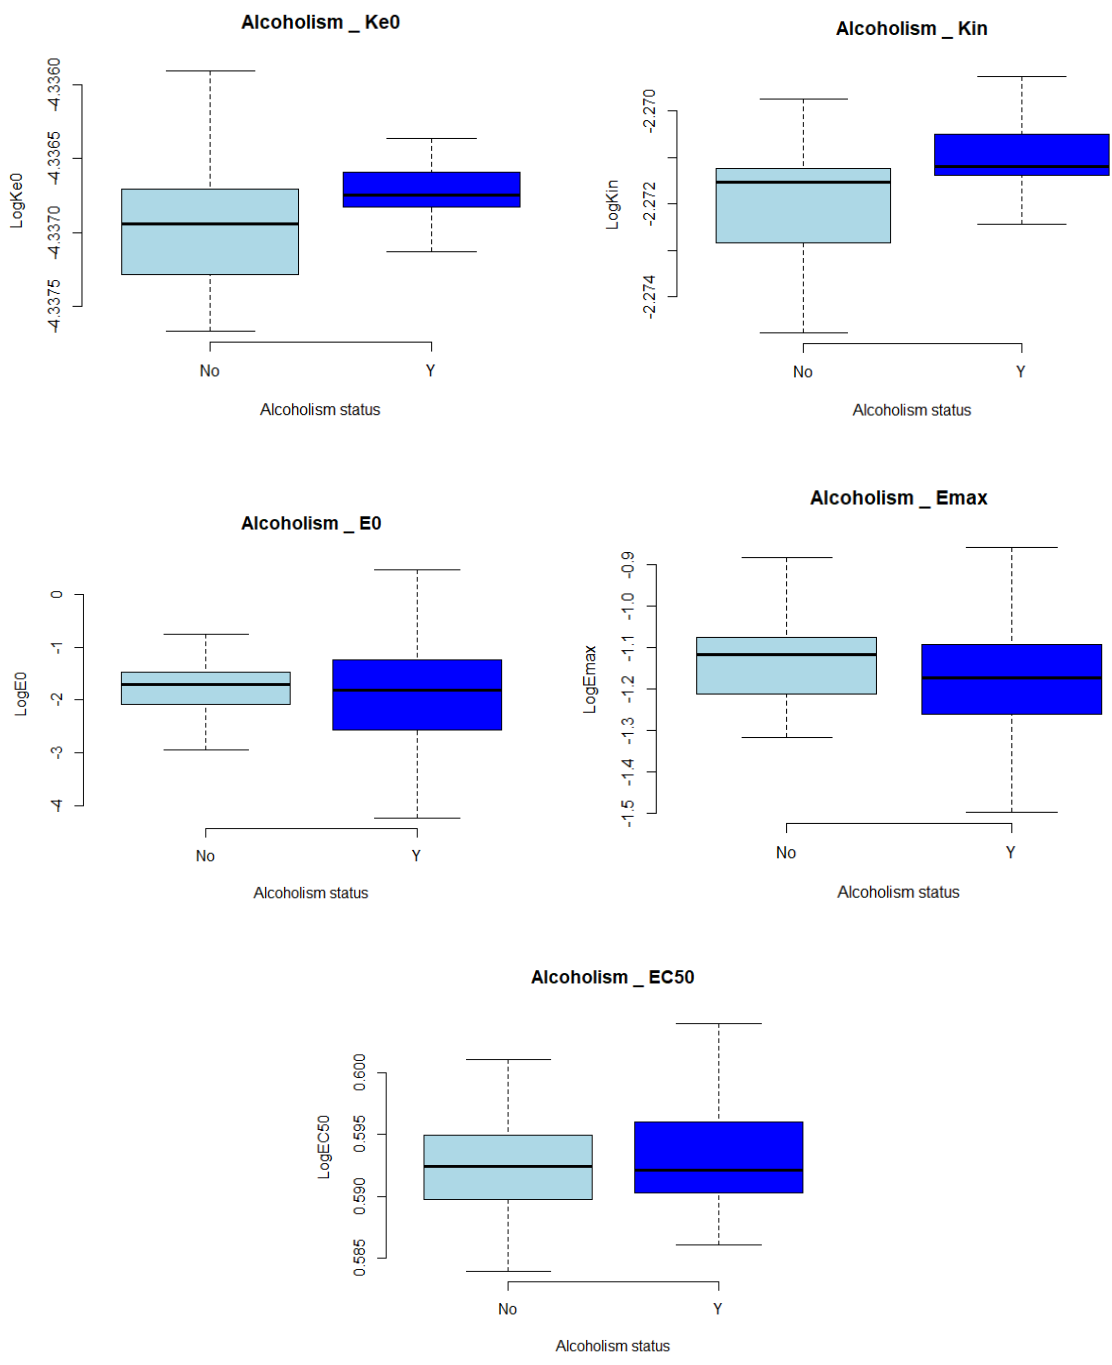 Alcoholism _ Ke0
LogKe0
-4.3360
-4.3365
-4.3370
-4.3375
No
Y
Alcoholism status
Alcoholism _ Kin
LogKin
-2.270
-2.272
-2.274
No
Y
Alcoholism status
Alcoholism _ E0
LogE0
0
-1
-2
-3
-4
No
Y
Alcoholism status
Alcoholism _ Emax
LogEmax
-0.9
-1.0
-1.1
-1.2
-1.3
-1.4
-1.5
No
Y
Alcoholism status
Alcoholism _ EC50
LogEC50
0.600
0.595
0.590
0.585
No
Y
Alcoholism status